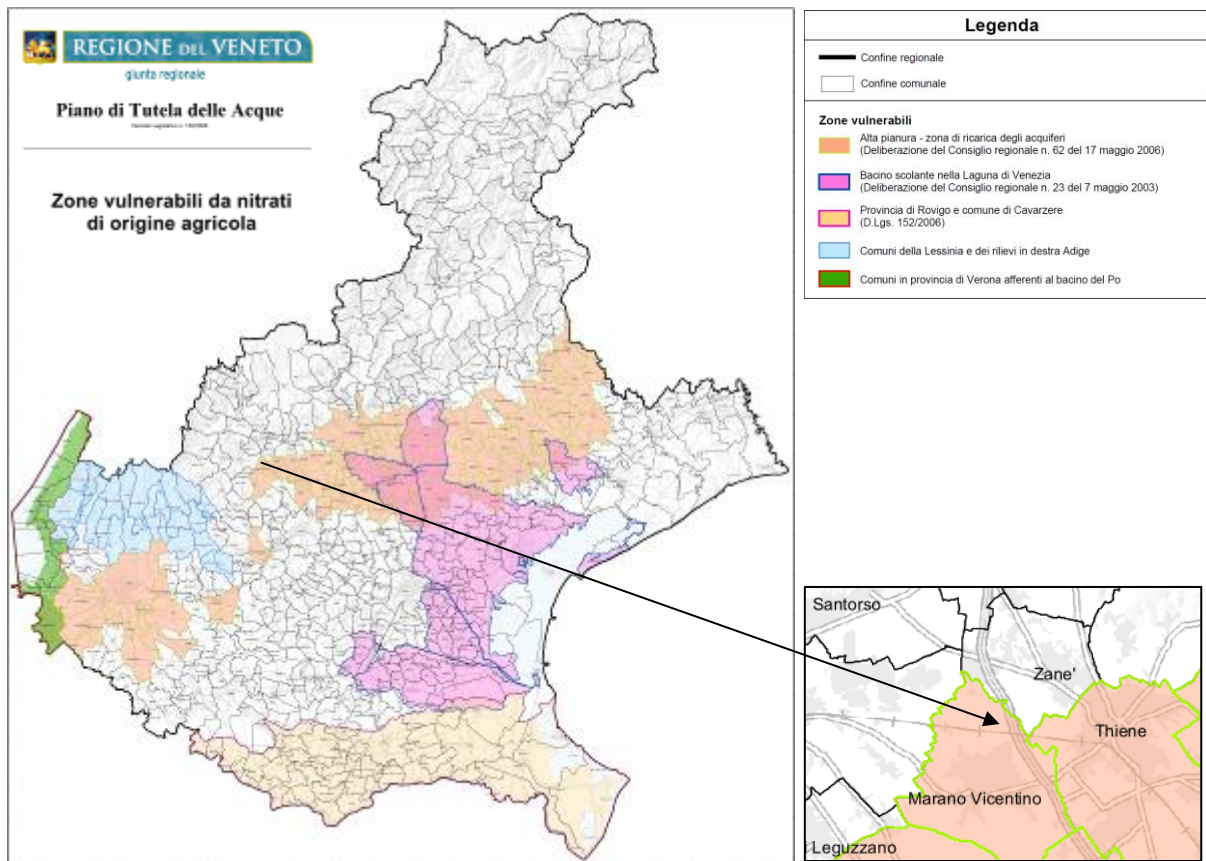 REGIONE DEL VENETO
giunta regionale
Piano di Tutela delle Acque
Zone vulnerabili da nitrati
di origine agricola
Legenda
Confine regionale
Confine comunale
Zone vulnerabili
Alta pianura - zona di ricarica degli acquiferi
(Deliberazione del Consiglio regionale n. 62 del 17 maggio 2006)
Bacino scolante nella Laguna di Venezia
(Deliberazione del Consiglio regionale n. 23 del 7 maggio 2003)
Provincia di Rovigo e comune di Cavarzere
(D.Lgs. 152/2006)
Comuni della Lessinia e dei rilievi in destra Adige
Comuni in provincia di Verona afferenti al bacino del Po
Santorso
Zane'
Thiene
Marano Vicentino
Leguzzano